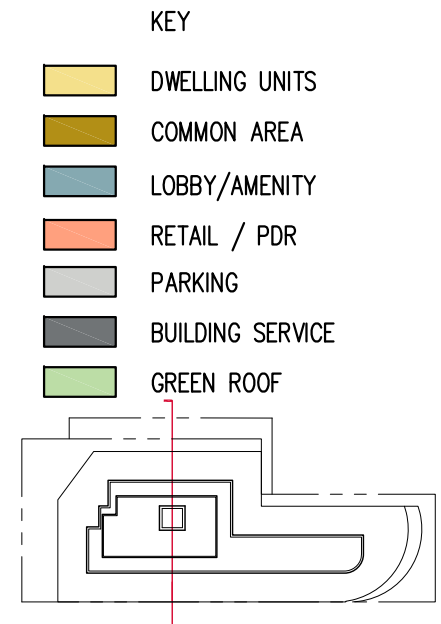 KEY
DWELLING UNITS
COMMON AREA
LOBBY/AMENITY
RETAIL / PDR
PARKING
BUILDING SERVICE
GREEN ROOF